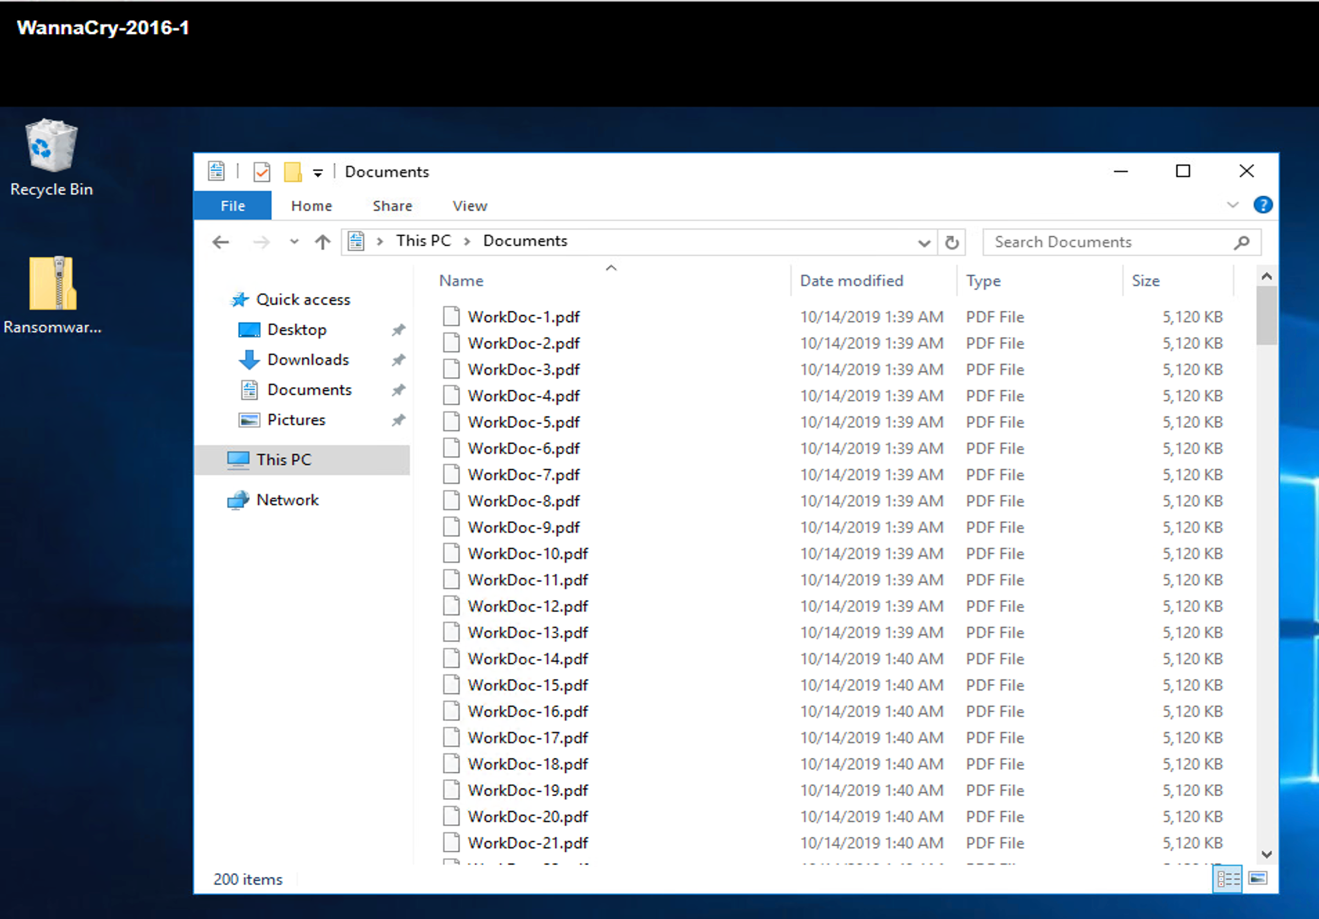 WannaCry-2016-1
Recycle Bin
Ransomwar...
Documents
File Home Share View
This PC Documents
Search Documents
Quick access
Desktop
Downloads
Documents
Pictures
This PC
Network
Name Date modified Type Size
WorkDoc-1.pdf 10/14/2019 1:39 AM PDF File 5,120 KB
WorkDoc-2.pdf 10/14/2019 1:39 AM PDF File 5,120 KB
WorkDoc-3.pdf 10/14/2019 1:39 AM PDF File 5,120 KB
WorkDoc-4.pdf 10/14/2019 1:39 AM PDF File 5,120 KB
WorkDoc-5.pdf 10/14/2019 1:39 AM PDF File 5,120 KB
WorkDoc-6.pdf 10/14/2019 1:39 AM PDF File 5,120 KB
WorkDoc-7.pdf 10/14/2019 1:39 AM PDF File 5,120 KB
WorkDoc-8.pdf 10/14/2019 1:39 AM PDF File 5,120 KB
WorkDoc-9.pdf 10/14/2019 1:39 AM PDF File 5,120 KB
WorkDoc-10.pdf 10/14/2019 1:39 AM PDF File 5,120 KB
WorkDoc-11.pdf 10/14/2019 1:39 AM PDF File 5,120 KB
WorkDoc-12.pdf 10/14/2019 1:39 AM PDF File 5,120 KB
WorkDoc-13.pdf 10/14/2019 1:39 AM PDF File 5,120 KB
WorkDoc-14.pdf 10/14/2019 1:40 AM PDF File 5,120 KB
WorkDoc-15.pdf 10/14/2019 1:40 AM PDF File 5,120 KB
WorkDoc-16.pdf 10/14/2019 1:40 AM PDF File 5,120 KB
WorkDoc-17.pdf 10/14/2019 1:40 AM PDF File 5,120 KB
WorkDoc-18.pdf 10/14/2019 1:40 AM PDF File 5,120 KB
WorkDoc-19.pdf 10/14/2019 1:40 AM PDF File 5,120 KB
WorkDoc-20.pdf 10/14/2019 1:40 AM PDF File 5,120 KB
WorkDoc-21.pdf 10/14/2019 1:40 AM PDF File 5,120 KB
200 items